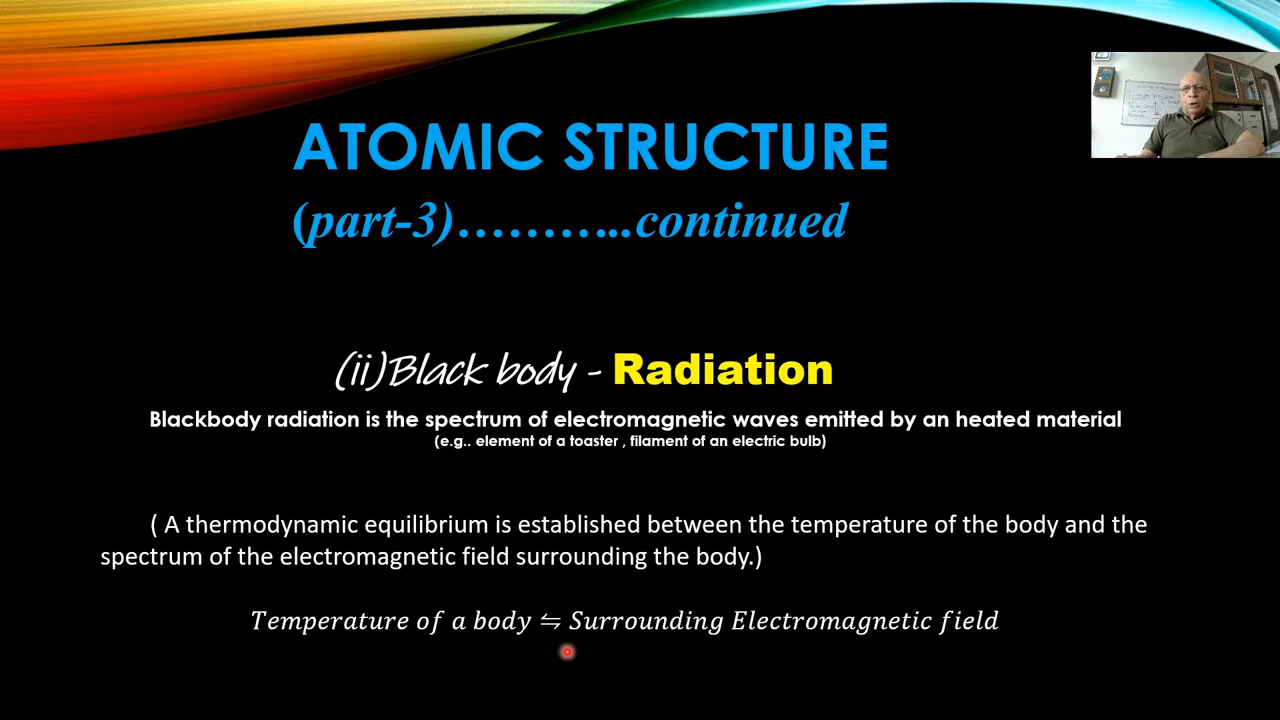 ATOMIC STRUCTURE
(part-3)………..continued
(ii)Black body - Radiation
Blackbody radiation is the spectrum of electromagnetic waves emitted by an heated material
(e.g.. element of a toaster , filament of an electric bulb)
( A thermodynamic equilibrium is established between the temperature of the body and the
spectrum of the electromagnetic field surrounding the body.)
Temperature of a body ⇋ Surrounding Electromagnetic field